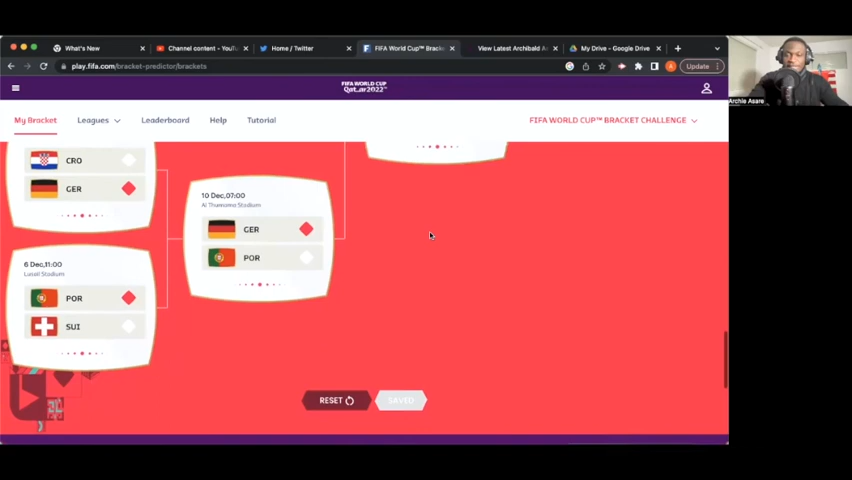 What's New
Channel content - YouTu
Home / Twitter
FIFA World Cup™ Brack
View Latest Archibald A
My Drive - Google Drive
play.fifa.com/bracket-predictor/brackets
A
Update
FIFA WORLD CUP
Qatar2022
Archie Asare
My Bracket
Leagues
Leaderboard
Help
Tutorial
FIFA WORLD CUP™ BRACKET CHALLENGE
CRO
GER
10 Dec,07:00
Al Thumama Stadium
GER
POR
6 Dec,11:00
Lusail Stadium
POR
SUI
RESET
SAVED